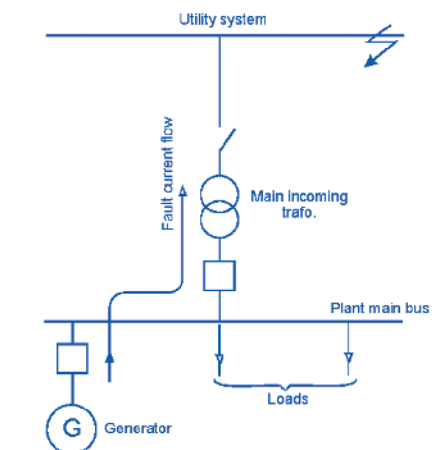 Utility system
Fault current flow
Main incoming
trafo.
Plant main bus
Loads
G
Generator